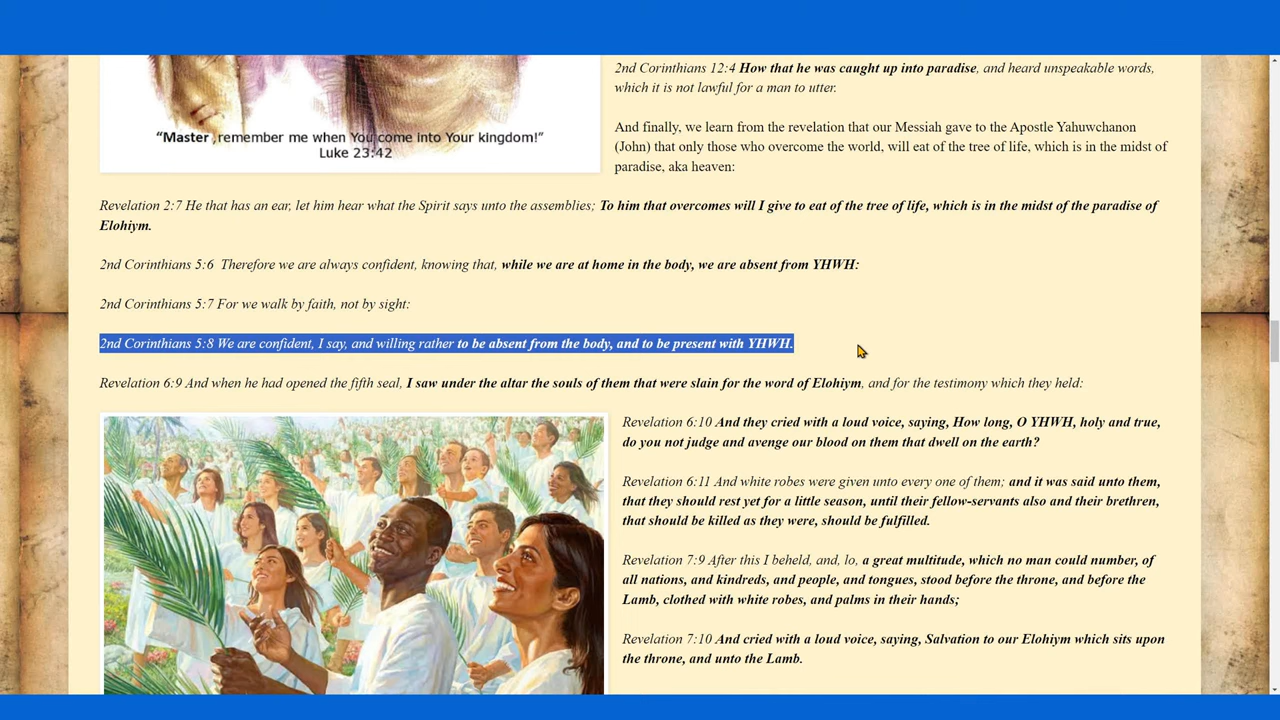 “Master , remember me when You come into Your kingdom!”
Luke 23:42
2nd Corinthians 12:4 How that he was caught up into paradise, and heard unspeakable words,
which it is not lawful for a man to utter.
And finally, we learn from the revelation that our Messiah gave to the Apostle Yahuwchanon
(John) that only those who overcome the world, will eat of the tree of life, which is in the midst of
paradise, aka heaven:
Revelation 2:7 He that has an ear, let him hear what the Spirit says unto the assemblies; To him that overcomes will I give to eat of the tree of life, which is in the midst of the paradise of
Elohiym.
2nd Corinthians 5:6 Therefore we are always confident, knowing that, while we are at home in the body, we are absent from YHWH:
2nd Corinthians 5:7 For we walk by faith, not by sight:
2nd Corinthians 5:8 We are confident, I say, and willing rather to be absent from the body, and to be present with YHWH.
Revelation 6:9 And when he had opened the fifth seal, I saw under the altar the souls of them that were slain for the word of Elohiym, and for the testimony which they held:
Revelation 6:10 And they cried with a loud voice, saying, How long, O YHWH, holy and true,
do you not judge and avenge our blood on them that dwell on the earth?
Revelation 6:11 And white robes were given unto every one of them; and it was said unto them,
that they should rest yet for a little season, until their fellow-servants also and their brethren,
that should be killed as they were, should be fulfilled.
Revelation 7:9 After this I beheld, and, lo, a great multitude, which no man could number, of
all nations, and kindreds, and people, and tongues, stood before the throne, and before the
Lamb, clothed with white robes, and palms in their hands;
Revelation 7:10 And cried with a loud voice, saying, Salvation to our Elohiym which sits upon
the throne, and unto the Lamb.